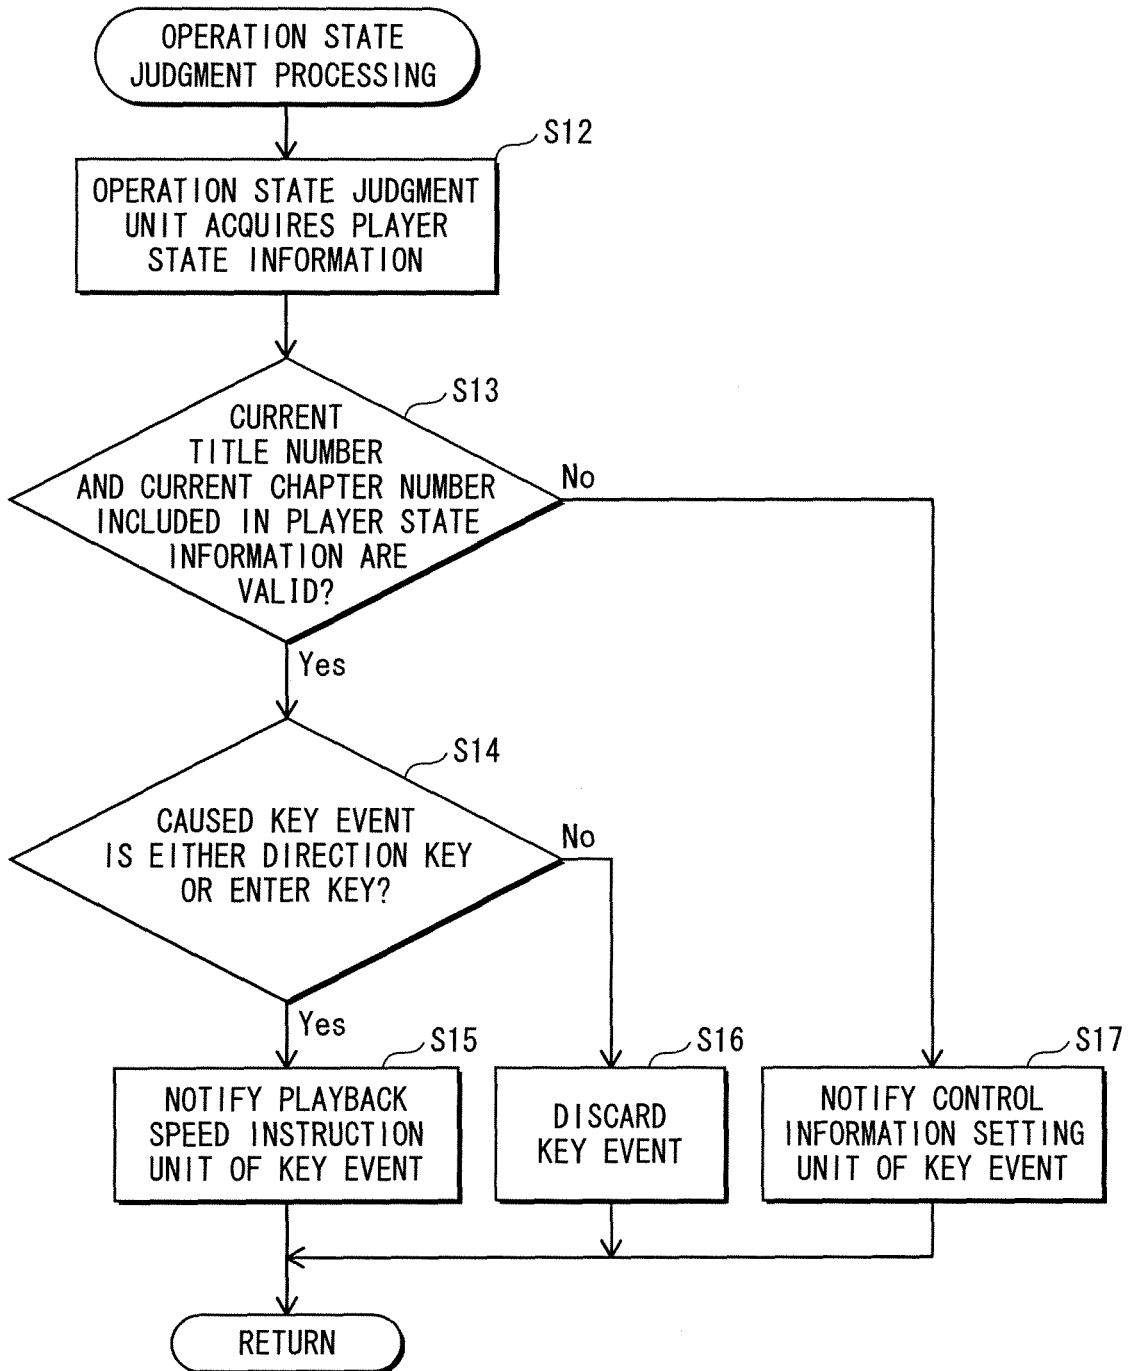 OPERATION STATE
JUDGMENT PROCESSING
S12
OPERATION STATE JUDGMENT
UNIT ACQUIRES PLAYER
STATE INFORMATION
S13
CURRENT
TITLE NUMBER
AND CURRENT CHAPTER NUMBER
INCLUDED IN PLAYER STATE
INFORMATION ARE
VALID?
No
Yes
S14
CAUSED KEY EVENT
IS EITHER DIRECTION KEY
OR ENTER KEY?
No
Yes
S15
NOTIFY PLAYBACK
SPEED INSTRUCTION
UNIT OF KEY EVENT
S16
DISCARD
KEY EVENT
S17
NOTIFY CONTROL
INFORMATION SETTING
UNIT OF KEY EVENT
RETURN